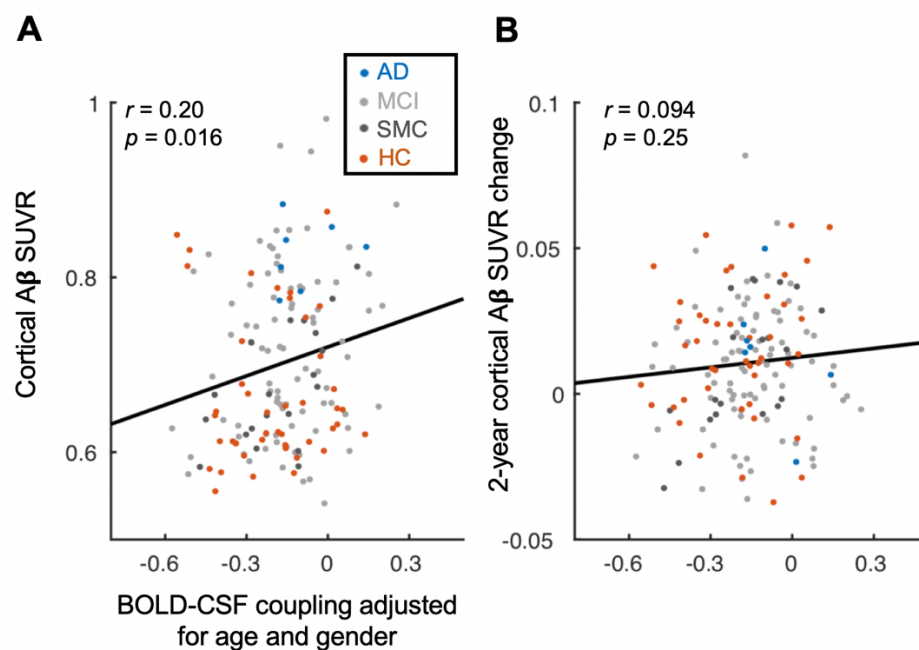 A
B
AD
MCI
SMC
HC
r = 0.20
p = 0.016
r = 0.094
p = 0.25
Cortical Aβ SUVR
1
0.8
0.6
-0.6
-0.3
0
0.3
BOLD-CSF coupling adjusted
for age and gender
2-year cortical Aβ SUVR change
0.1
0.05
0
-0.05
-0.6
-0.3
0
0.3